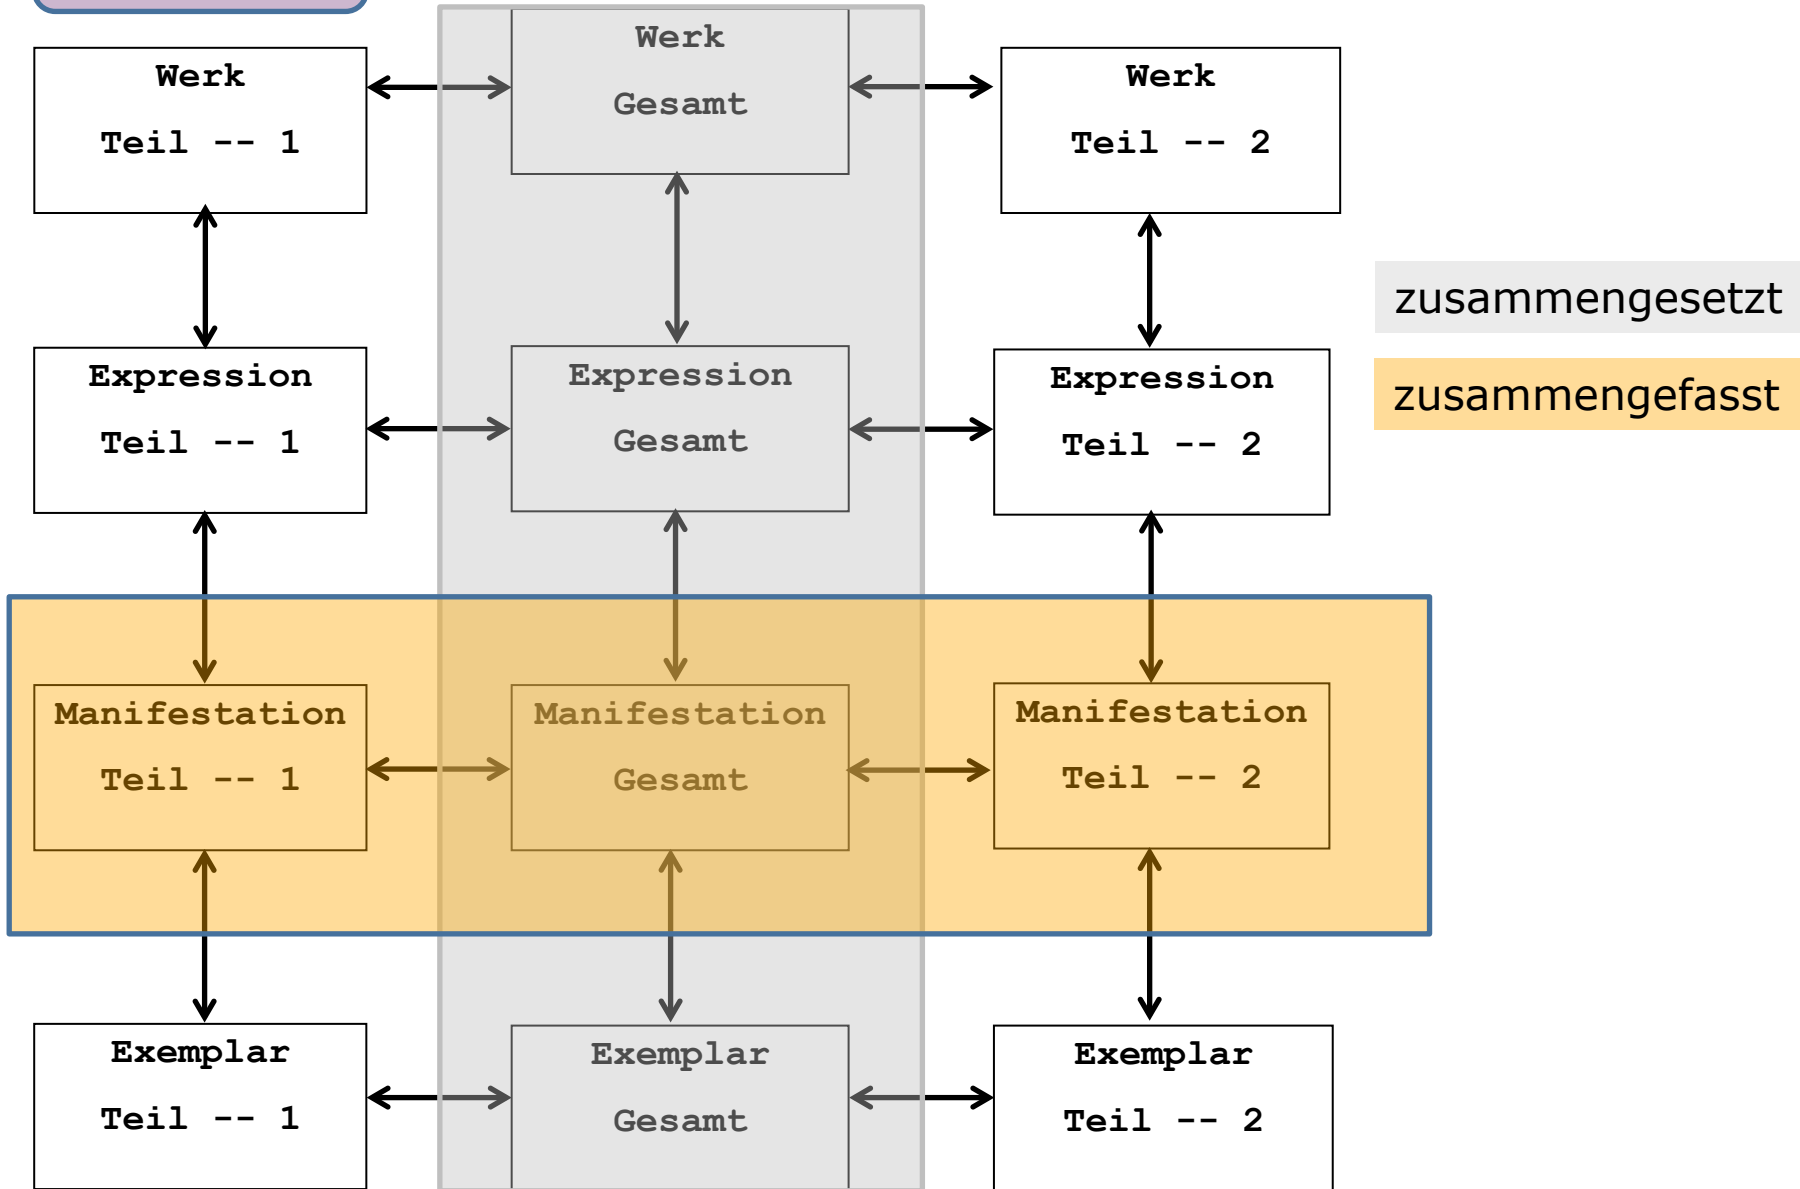 Werk
Gesamt
Werk
Teil -- 1
Werk
Teil -- 2
zusammengesetzt
zusammengefasst
Expression
Teil -- 1
Expression
Gesamt
Expression
Teil -- 2
Manifestation
Teil -- 1
Manifestation
Gesamt
Manifestation
Teil -- 2
Exemplar
Teil -- 1
Exemplar
Gesamt
Exemplar
Teil -- 2